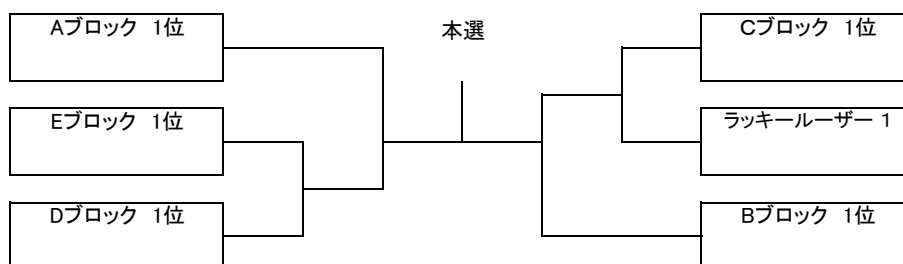 Aブロック 1位
本選
Cブロック 1位
Eブロック 1位
ラッキールーザー 1
Dブロック 1位
Bブロック 1位